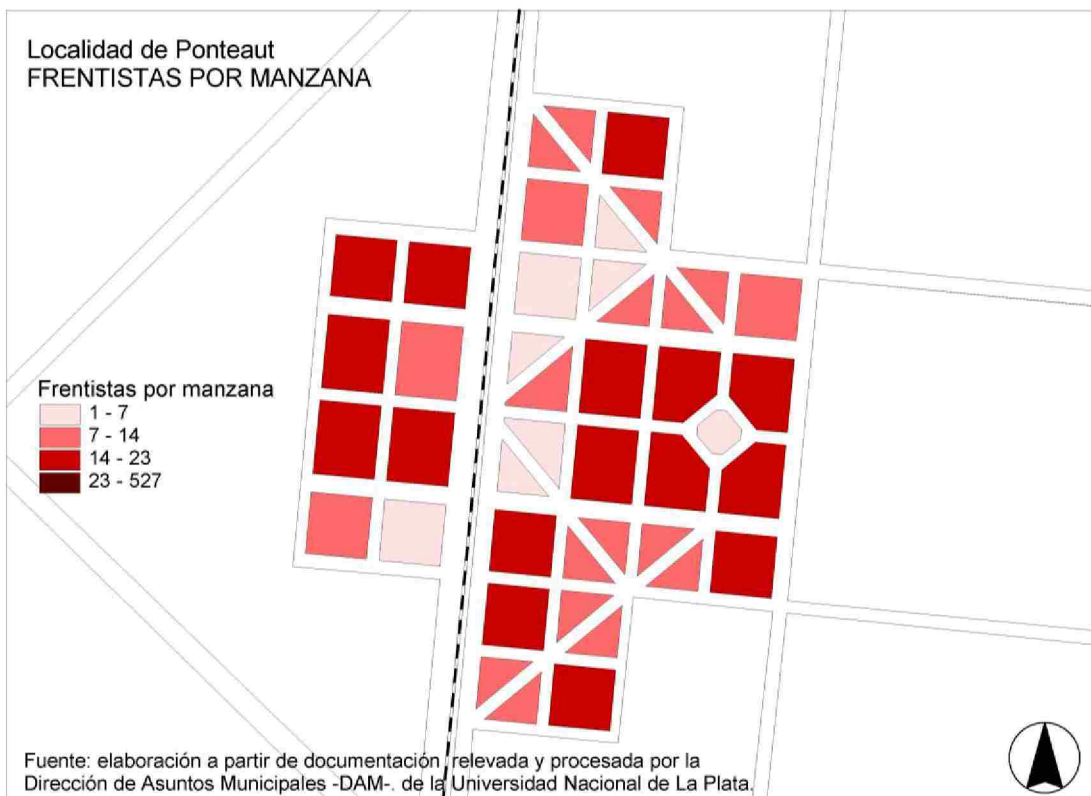 Localidad de Ponteaut
FRENTISTAS POR MANZANA
Frentistas por manzana
1 - 7
7 - 14
14 - 23
23 - 527
Fuente: elaboración a partir de documentación relevada y procesada por la
Dirección de Asuntos Municipales -DAM-. de la Universidad Nacional de La Plata.